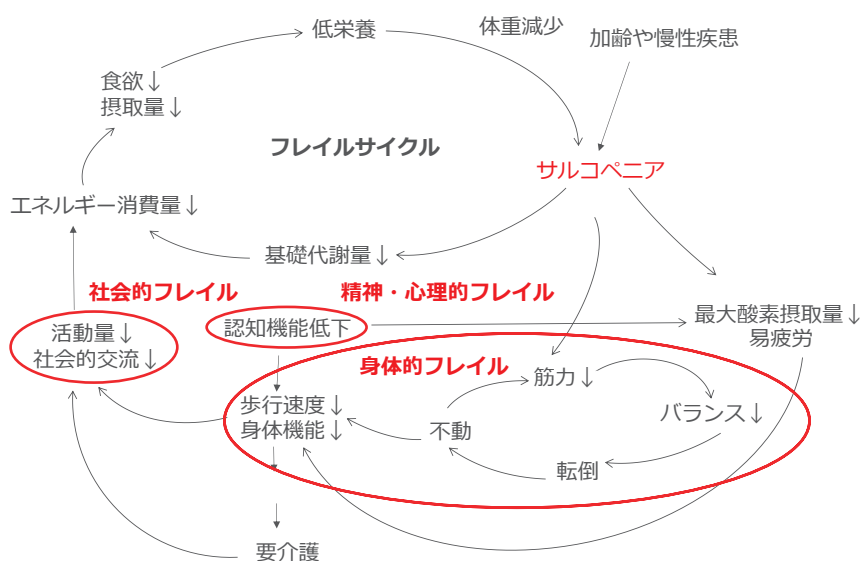 低栄養
体重減少
加齢や慢性疾患
食欲↓
摂取量↓
フレイルサイクル
サルコペニア
エネルギー消費量↓
基礎代謝量↓
社会的フレイル
精神・心理的フレイル
活動量↓
社会的交流↓
認知機能低下
最大酸素摂取量↓
易疲労
身体的フレイル
筋力↓
歩行速度↓
身体機能↓
不動
バランス↓
転倒
要介護